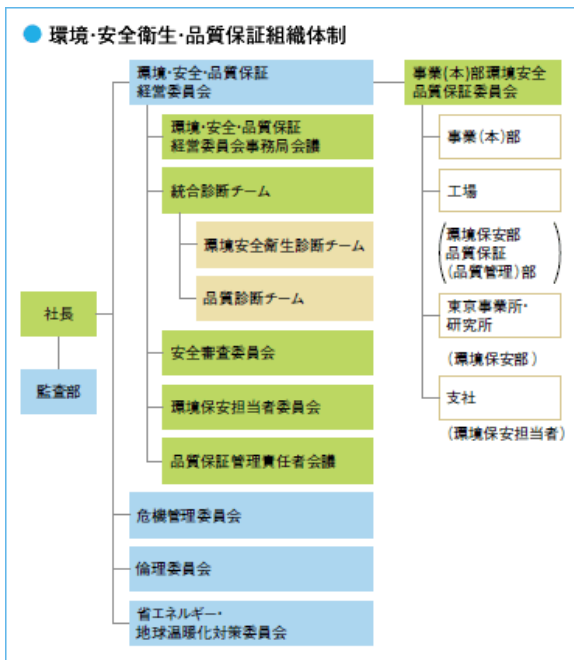 環境・安全衛生・品質保証組織体制
環境・安全・品質保証
経営委員会
事業(本)部環境安全
品質保証委員会
環境・安全・品質保証
経営委員会事務局会議
事業(本)部
統合診断チーム
工場
環境安全衛生診断チーム
(環境保安部
品質保証
(品質管理)部)
品質診断チーム
社長
東京事業所・
研究所
安全審査委員会
(環境保安部)
監査部
環境保安担当者委員会
支社
(環境保安担当者)
品質保証管理責任者会議
危機管理委員会
倫理委員会
省エネルギー・
地球温暖化対策委員会